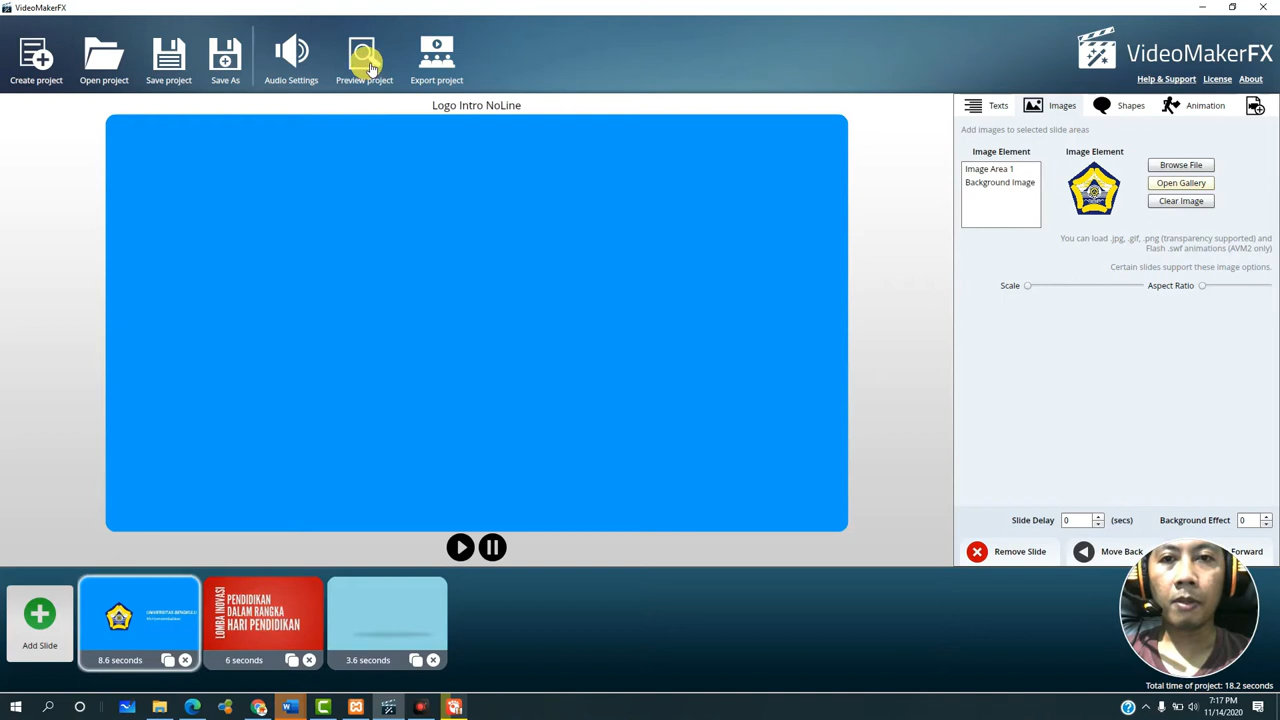 VideoMakerFX
Create project
Open project
Save project
Save As
Audio Settings
Preview project
Export project
VideoMakerFX
Help & Support
License
About
Logo Intro NoLine
Texts
Images
Shapes
Animation
Add images to selected slide areas
Image Element
Image Element
Image Area 1
Background Image
Browse File
Open Gallery
Clear Image
You can load .jpg, .gif, .png (transparency supported) and
Flash .swf animations (AVM2 only)
Certain slides support these image options.
Scale
Aspect Ratio
Slide Delay
0
(secs)
Background Effect
0
Remove Slide
Move Back
Forward
Add Slide
UNIVERSITAS BENGKULU
8.6 seconds
LOMBA INOVASI
PENDIDIKAN
DALAM RANGKA
HARI PENDIDIKAN
6 seconds
3.6 seconds
Total time of project: 18.2 seconds
7:17 PM
11/14/2020